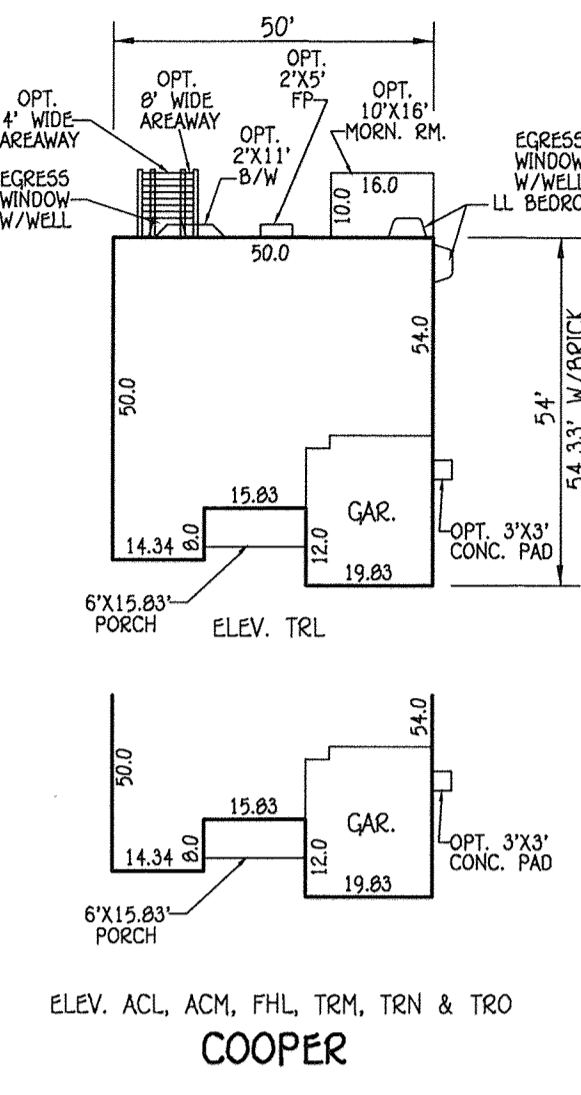 50'
OPT.
2'X5'
FP
OPT.
8' WIDE
AREAWAY
OPT.
4' WIDE
AREAWAY
OPT.
10'X16'
MORN. RM.
OPT.
2'X11'
B/W
EGRESS
WINDOW
W/WELL
EGRESS
WINDOW
W/WELL
LL BEDRO
16.0
10.0
50.0
54.0
50.0
54'
54.33' W/BRICK
15.83
GAR.
14.34
8.0
12.0
19.83
OPT. 3'X3'
CONC. PAD
6'X15.83'
PORCH
ELEV. TRL
54.0
50.0
15.83
GAR.
14.34
8.0
12.0
19.83
OPT. 3'X3'
CONC. PAD
6'X15.83'
PORCH
ELEV. ACL, ACM, FHL, TRM, TRN & TRO
COOPER